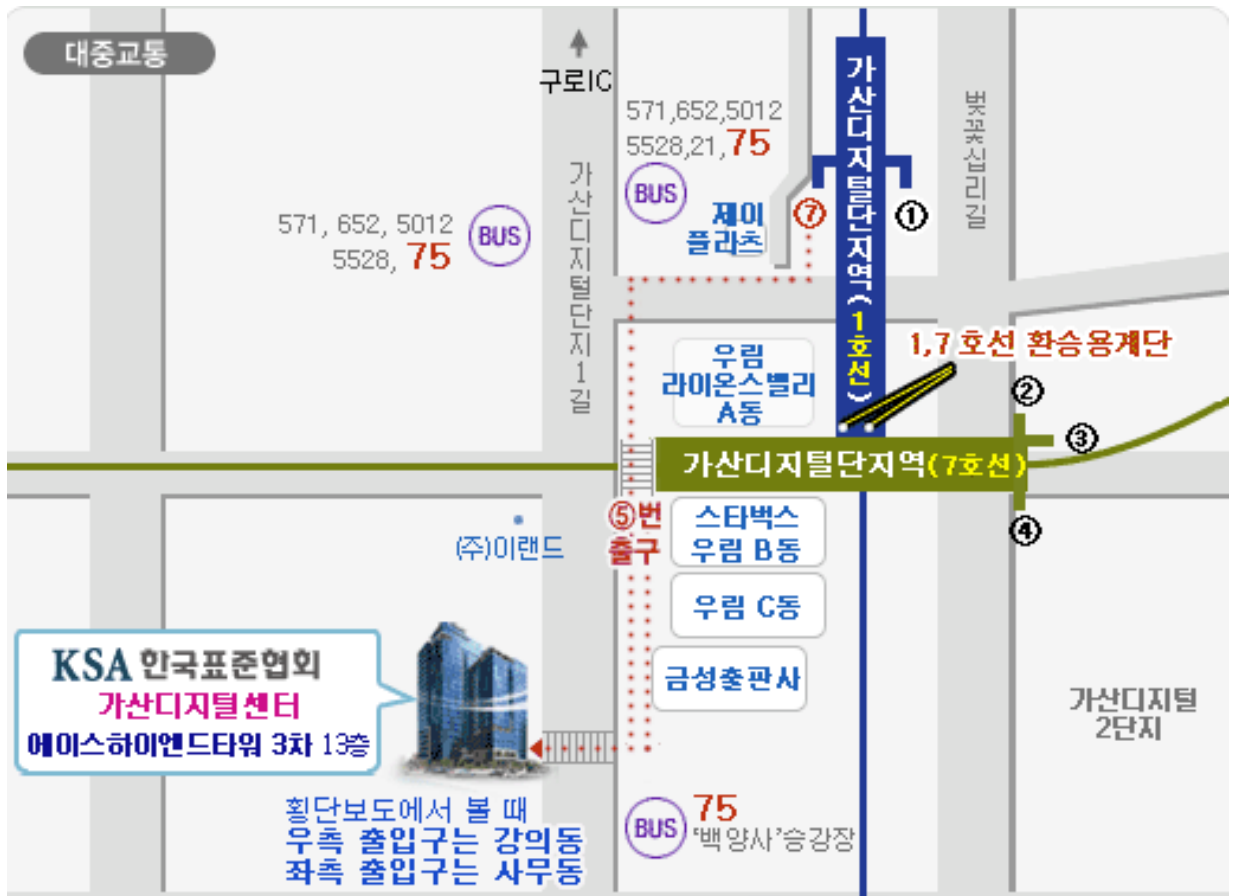 대중교통
구로IC
571,652,5012
5528,21,75
BUS
제이
플라츠
⑦
①
가산디지털단지역(1호선)
벚꽃십리길
가산디지털단지1길
571, 652, 5012
5528, 75
BUS
우림
라이온스밸리
A동
1,7 호선 환승용계단
②
③
④
가산디지털단지역(7호선)
⑤번
출구
스타벅스
우림 B동
(주)이랜드
우림 C동
금성출판사
KSA 한국표준협회
가산디지털센터
에이스하이엔드타워 3차 13층
가산디지털
2단지
횡단보도에서 볼 때
우측 출입구는 강의동
좌측 출입구는 사무동
BUS
75
'백양사'승강장